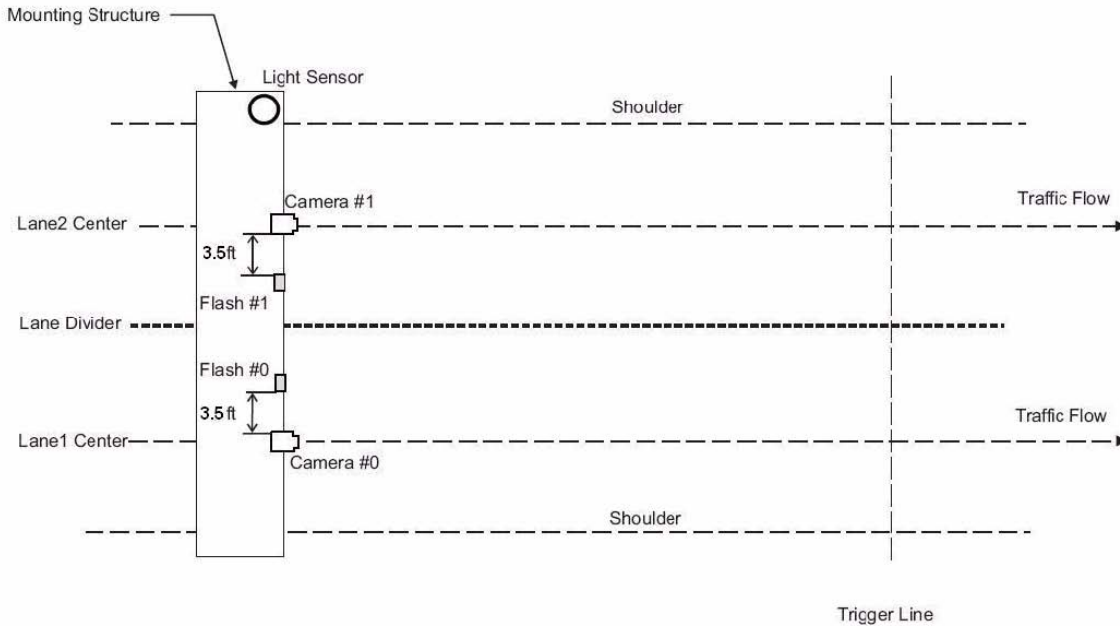 Mounting Structure
Light Sensor
Shoulder
Camera #1
Traffic Flow
Lane2 Center
3.5ft
Flash #1
Lane Divider
Flash #0
3.5ft
Traffic Flow
Lane1 Center
Camera #0
Shoulder
Trigger Line